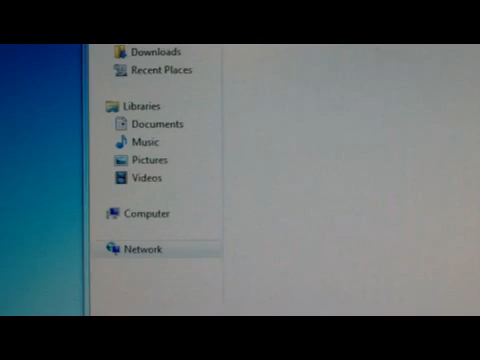 Downloads
Recent Places
Libraries
Documents
Music
Pictures
Videos
Computer
Network